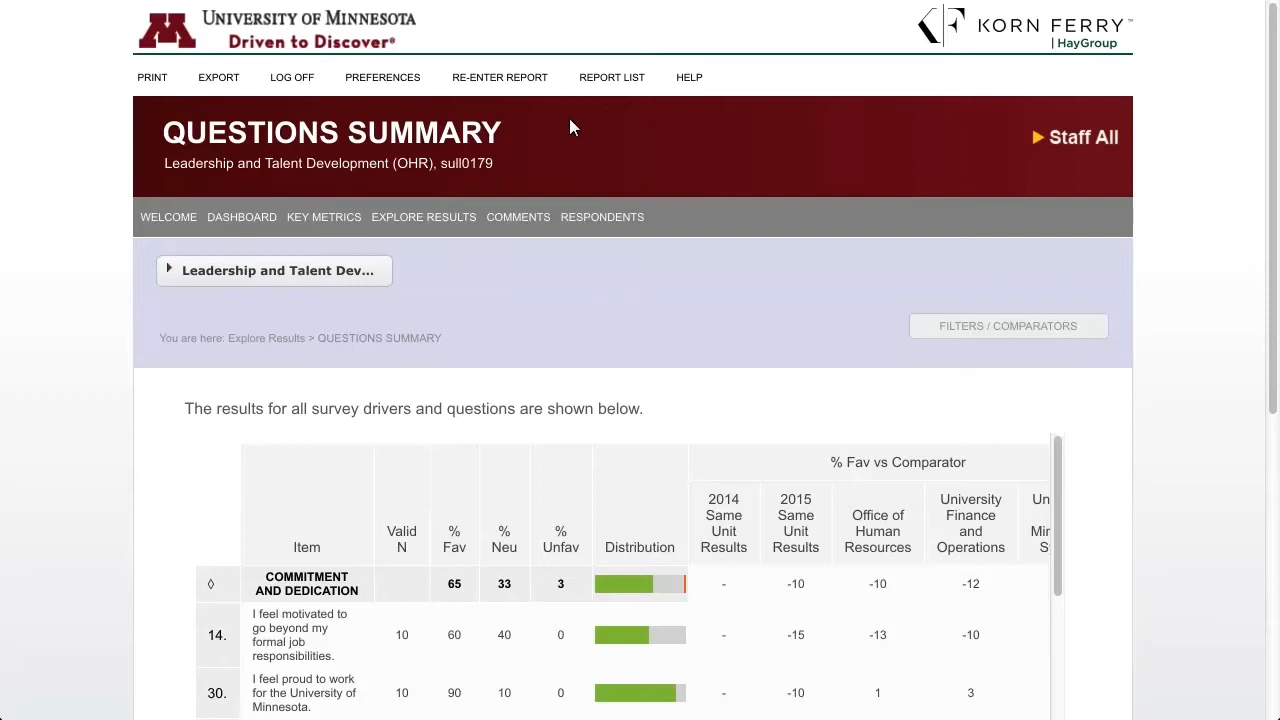 UNIVERSITY OF MINNESOTA
Driven to Discover®
KORN FERRY™
| HayGroup
PRINT EXPORT LOG OFF PREFERENCES RE-ENTER REPORT REPORT LIST HELP
QUESTIONS SUMMARY
Leadership and Talent Development (OHR), sull0179
Staff All
WELCOME DASHBOARD KEY METRICS EXPLORE RESULTS COMMENTS RESPONDENTS
Leadership and Talent Dev...
FILTERS / COMPARATORS
You are here: Explore Results > QUESTIONS SUMMARY
The results for all survey drivers and questions are shown below.
% Fav vs Comparator
Item
Valid
N
%
Fav
%
Neu
%
Unfav
Distribution
2014
Same
Unit
Results
2015
Same
Unit
Results
Office of
Human
Resources
University
Finance
and
Operations
COMMITMENT
AND DEDICATION
65 33 3 - -10 -10 -12
14.
I feel motivated to
go beyond my
formal job
responsibilities.
10 60 40 0 - -15 -13 -10
30.
I feel proud to work
for the University of
Minnesota.
10 90 10 0 - -10 1 3